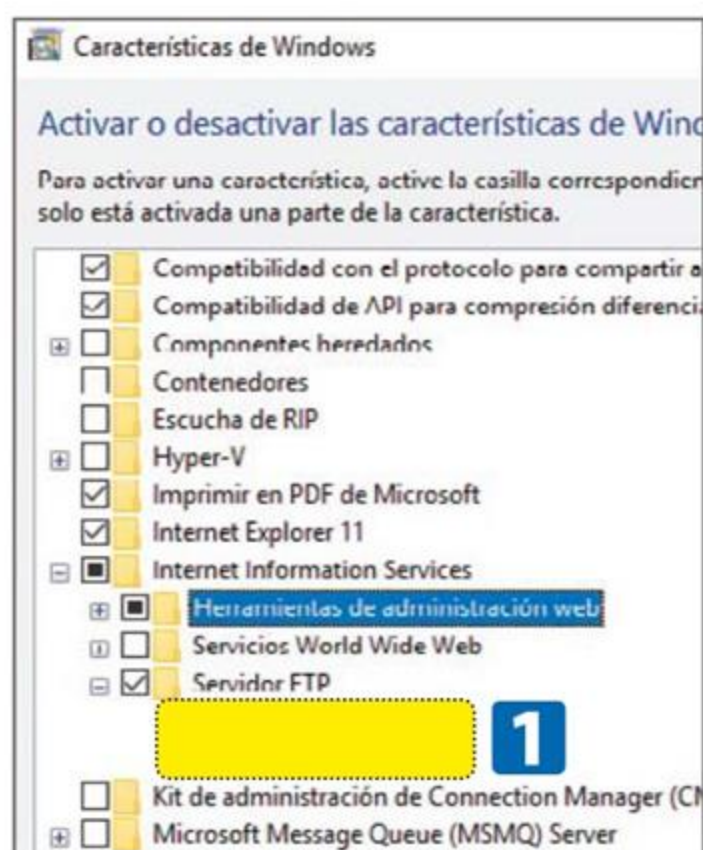 Características de Windows
Activar o desactivar las características de Wind
Para activar una característica, active la casilla correspondien
solo está activada una parte de la característica.
Compatibilidad con el protocolo para compartir a
Compatibilidad de API para compresión diferencia
Componentes heredados
Contenedores
Escucha de RIP
Hyper-V
Imprimir en PDF de Microsoft
Internet Explorer 11
Internet Information Services
Herramientas de administración web
Servicios World Wide Web
Servidor FTP
1
Kit de administración de Connection Manager (CM
Microsoft Message Queue (MSMQ) Server